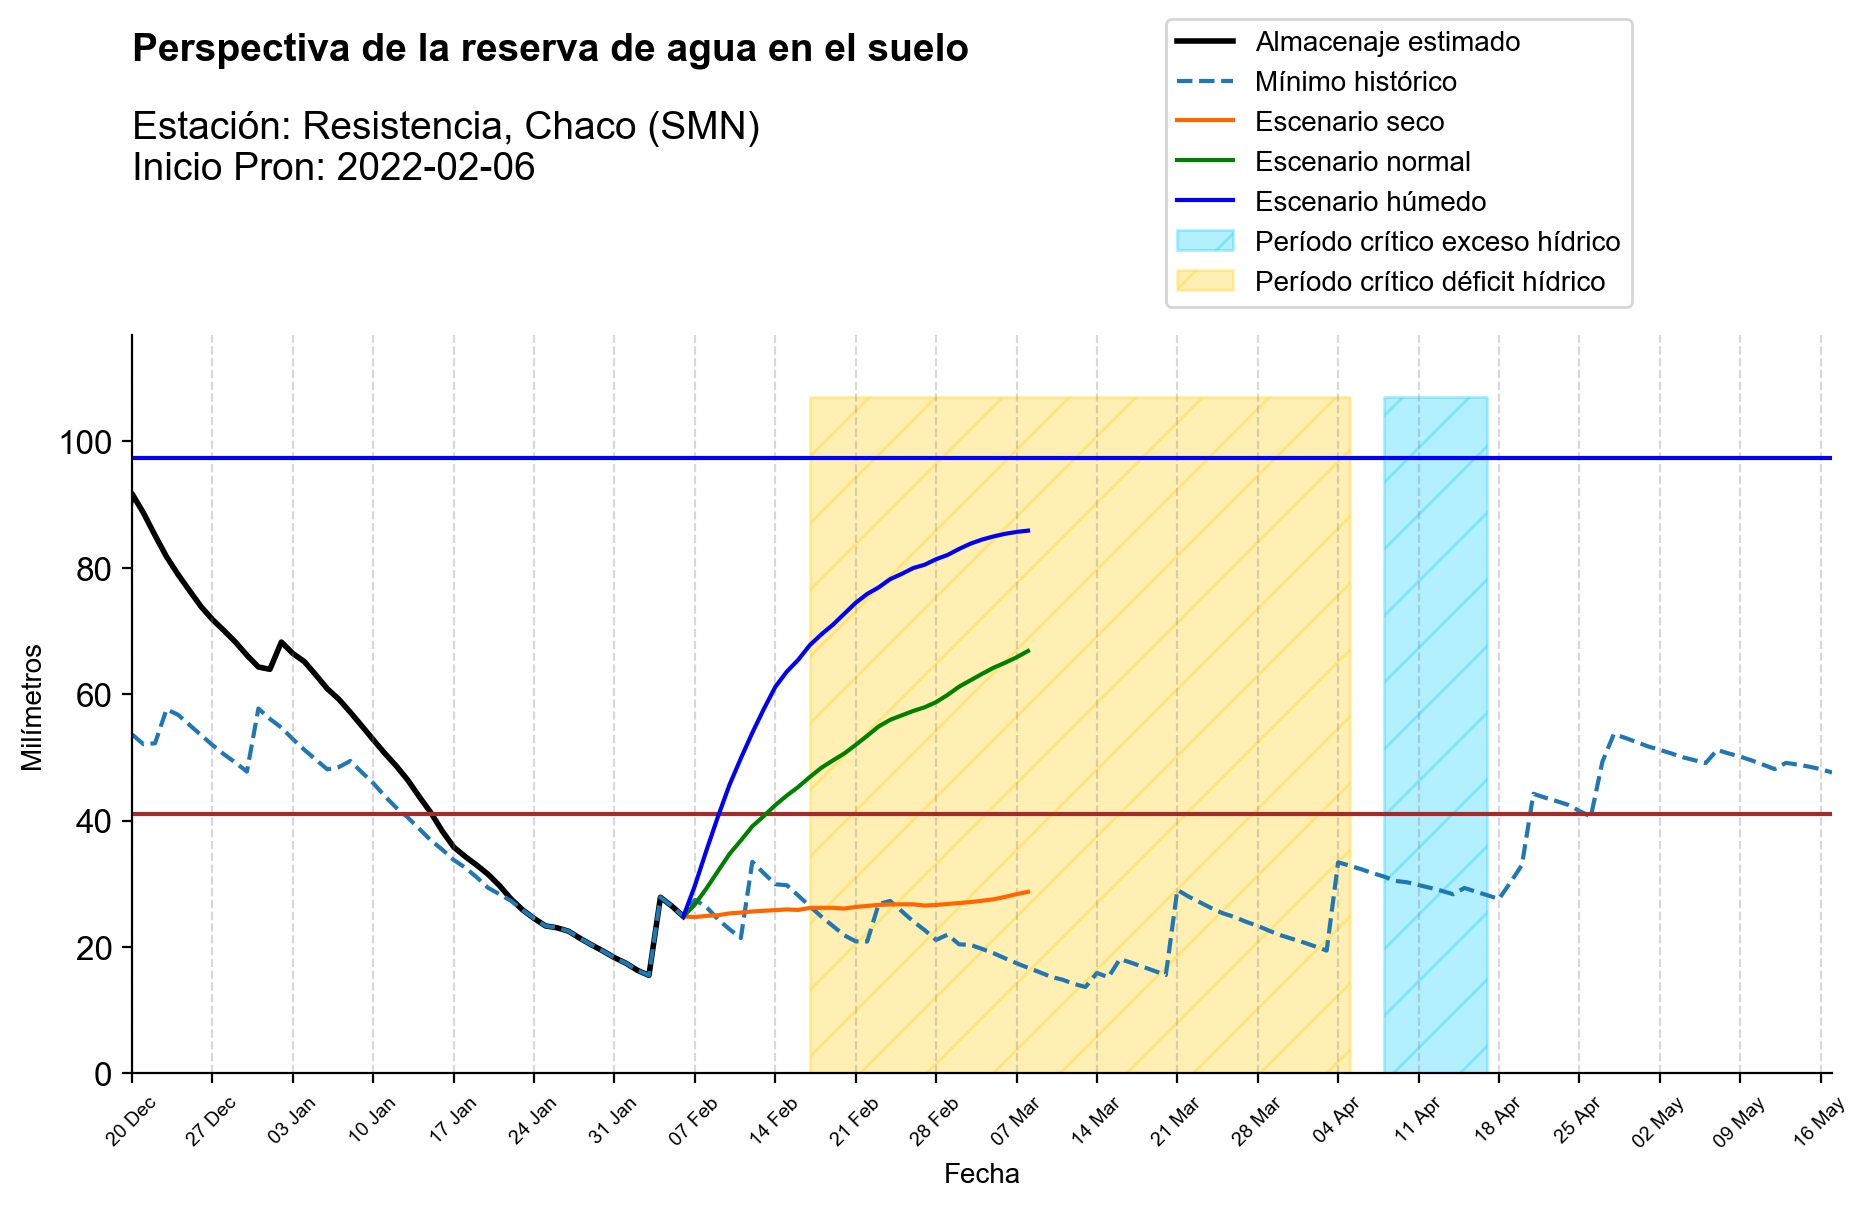 Perspectiva de la reserva de agua en el suelo
Estación: Resistencia, Chaco (SMN)
Inicio Pron: 2022-02-06
Almacenaje estimado
Mínimo histórico
Escenario seco
Escenario normal
Escenario húmedo
Período crítico exceso hídrico
Período crítico déficit hídrico
100
80
60
40
20
0
Milímetros
20 Dec
27 Dec
03 Jan
10 Jan
17 Jan
24 Jan
31 Jan
07 Feb
14 Feb
21 Feb
28 Feb
07 Mar
14 Mar
21 Mar
28 Mar
04 Apr
11 Apr
18 Apr
25 Apr
02 May
09 May
16 May
Fecha